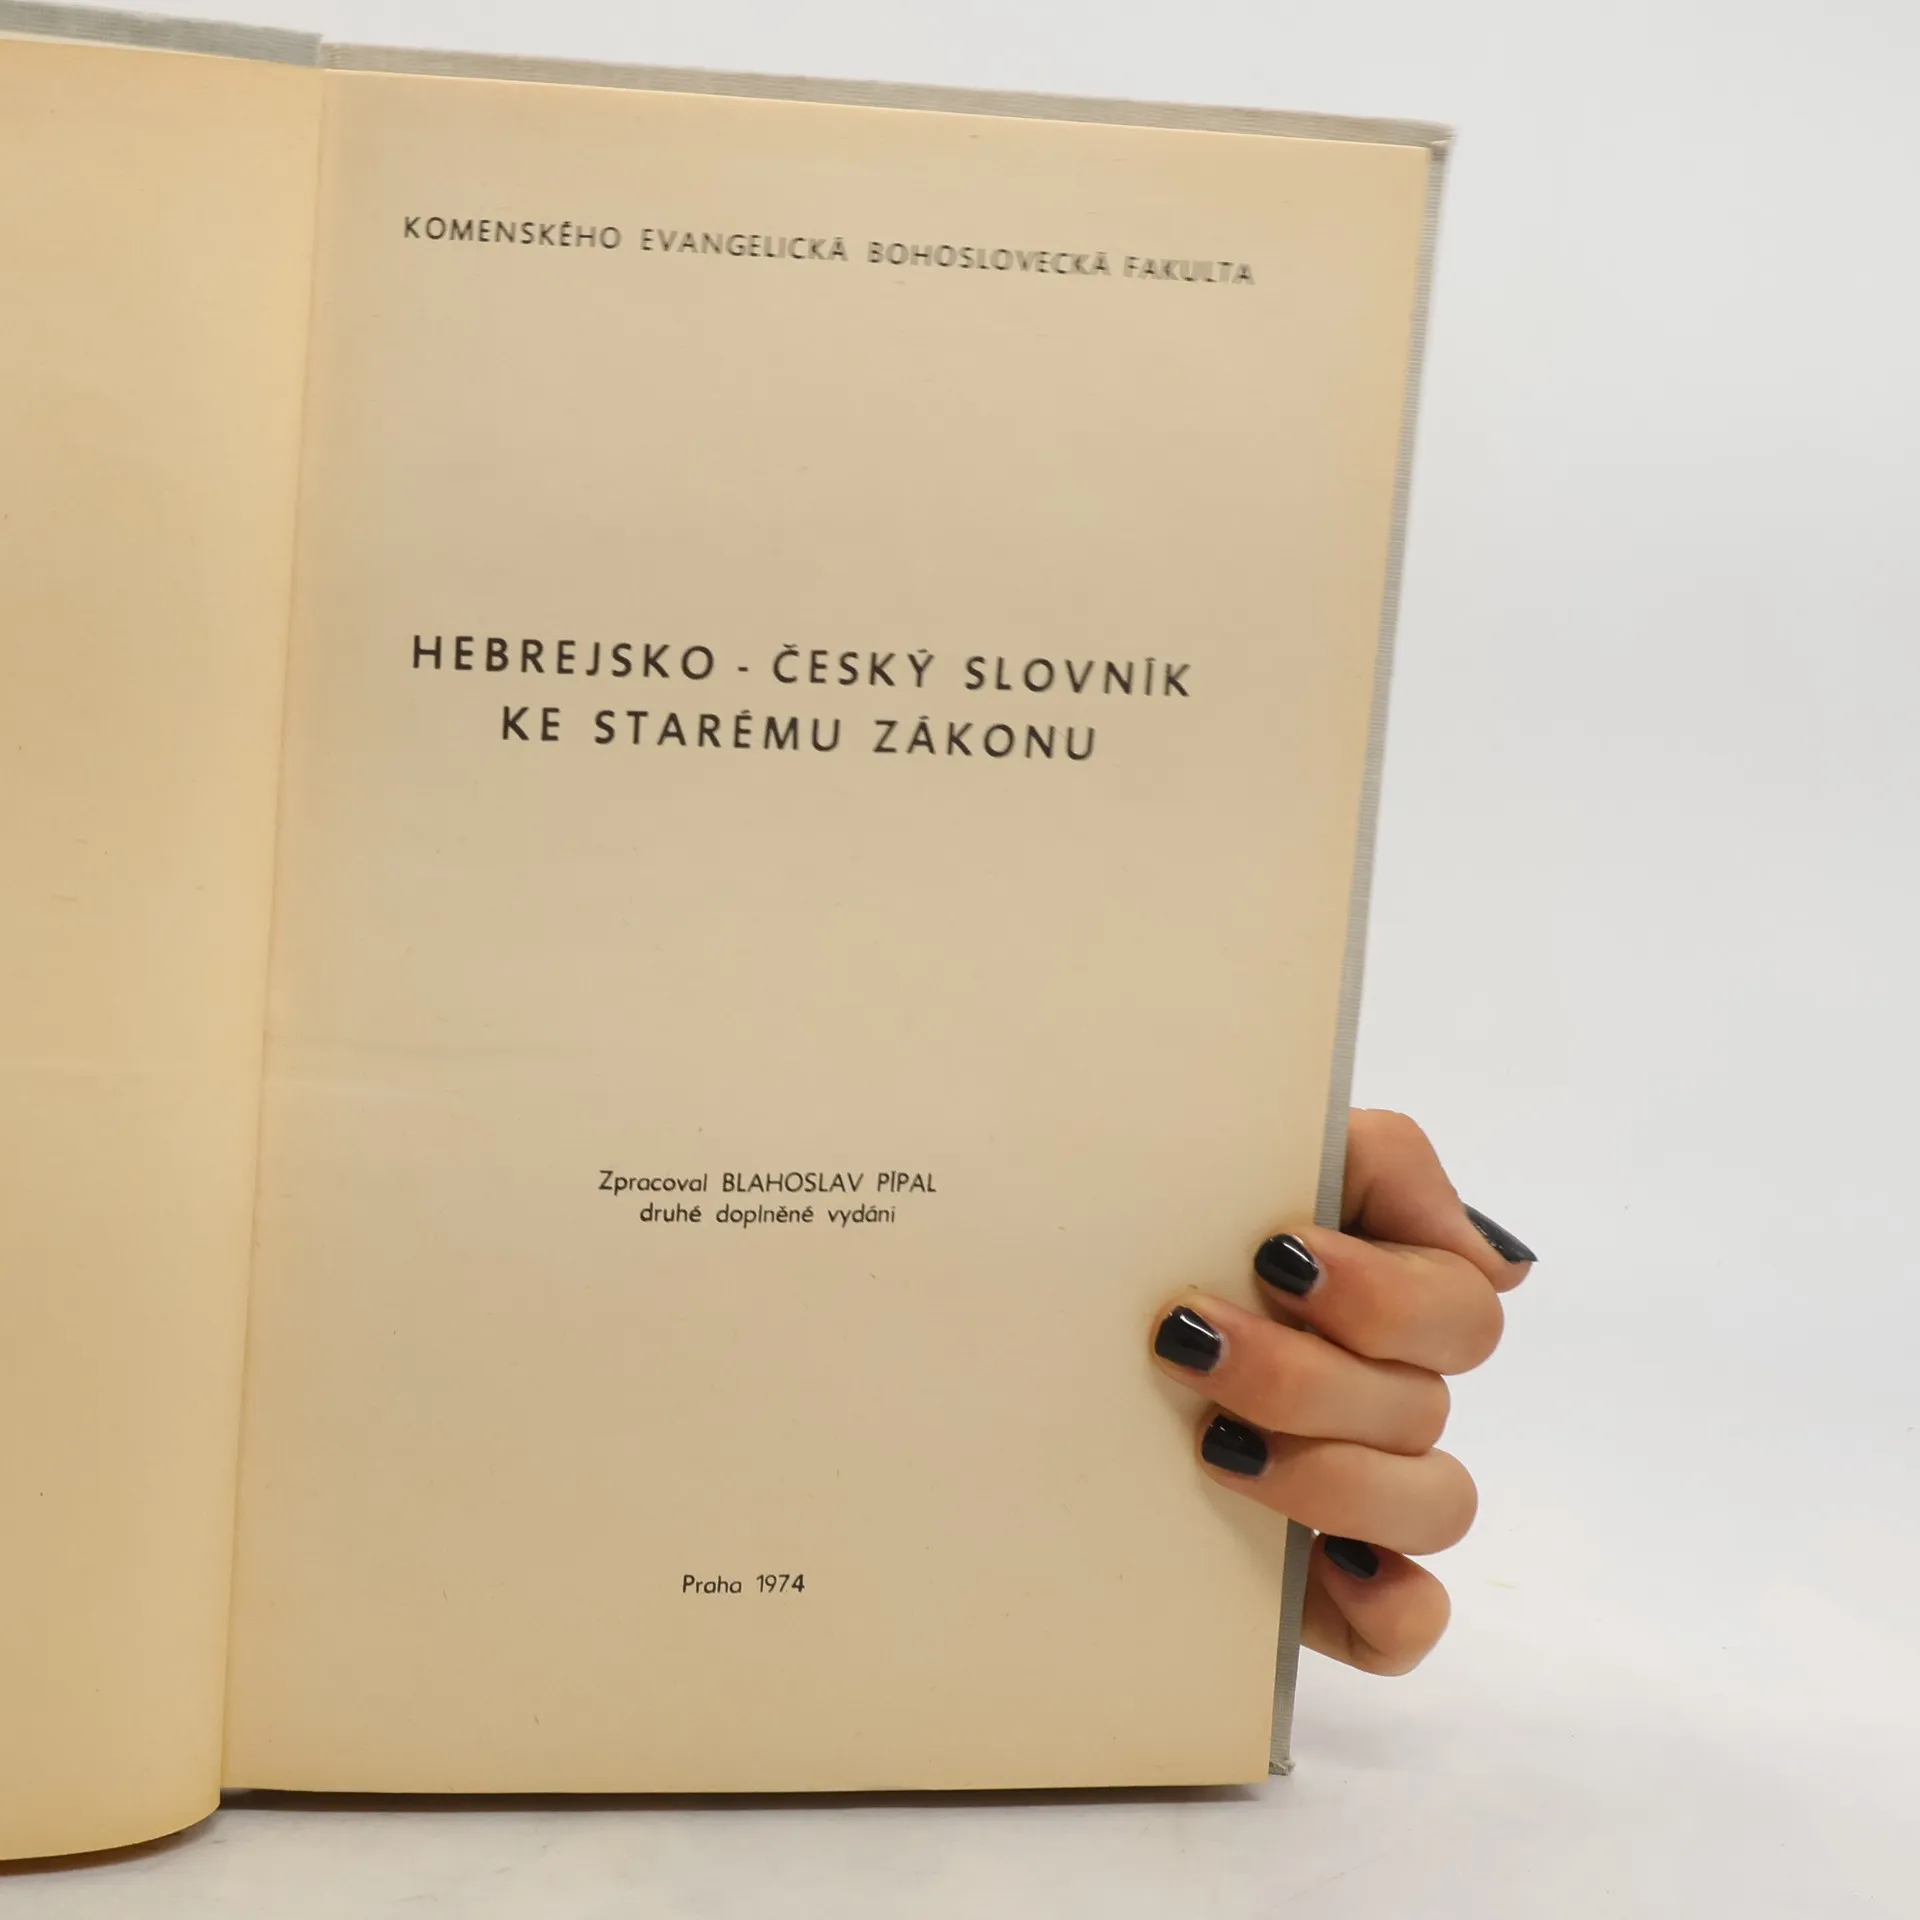 KOMENSKÉHO EVANGELICKÁ BOHOSLOVECKÁ FAKULTA
HEBREJSKO - ČESKÝ SLOVNÍK
KE STARÉMU ZÁKONU
Zpracoval BLAHOSLAV PÍPAL
druhé doplněné vydání
Praha 1974